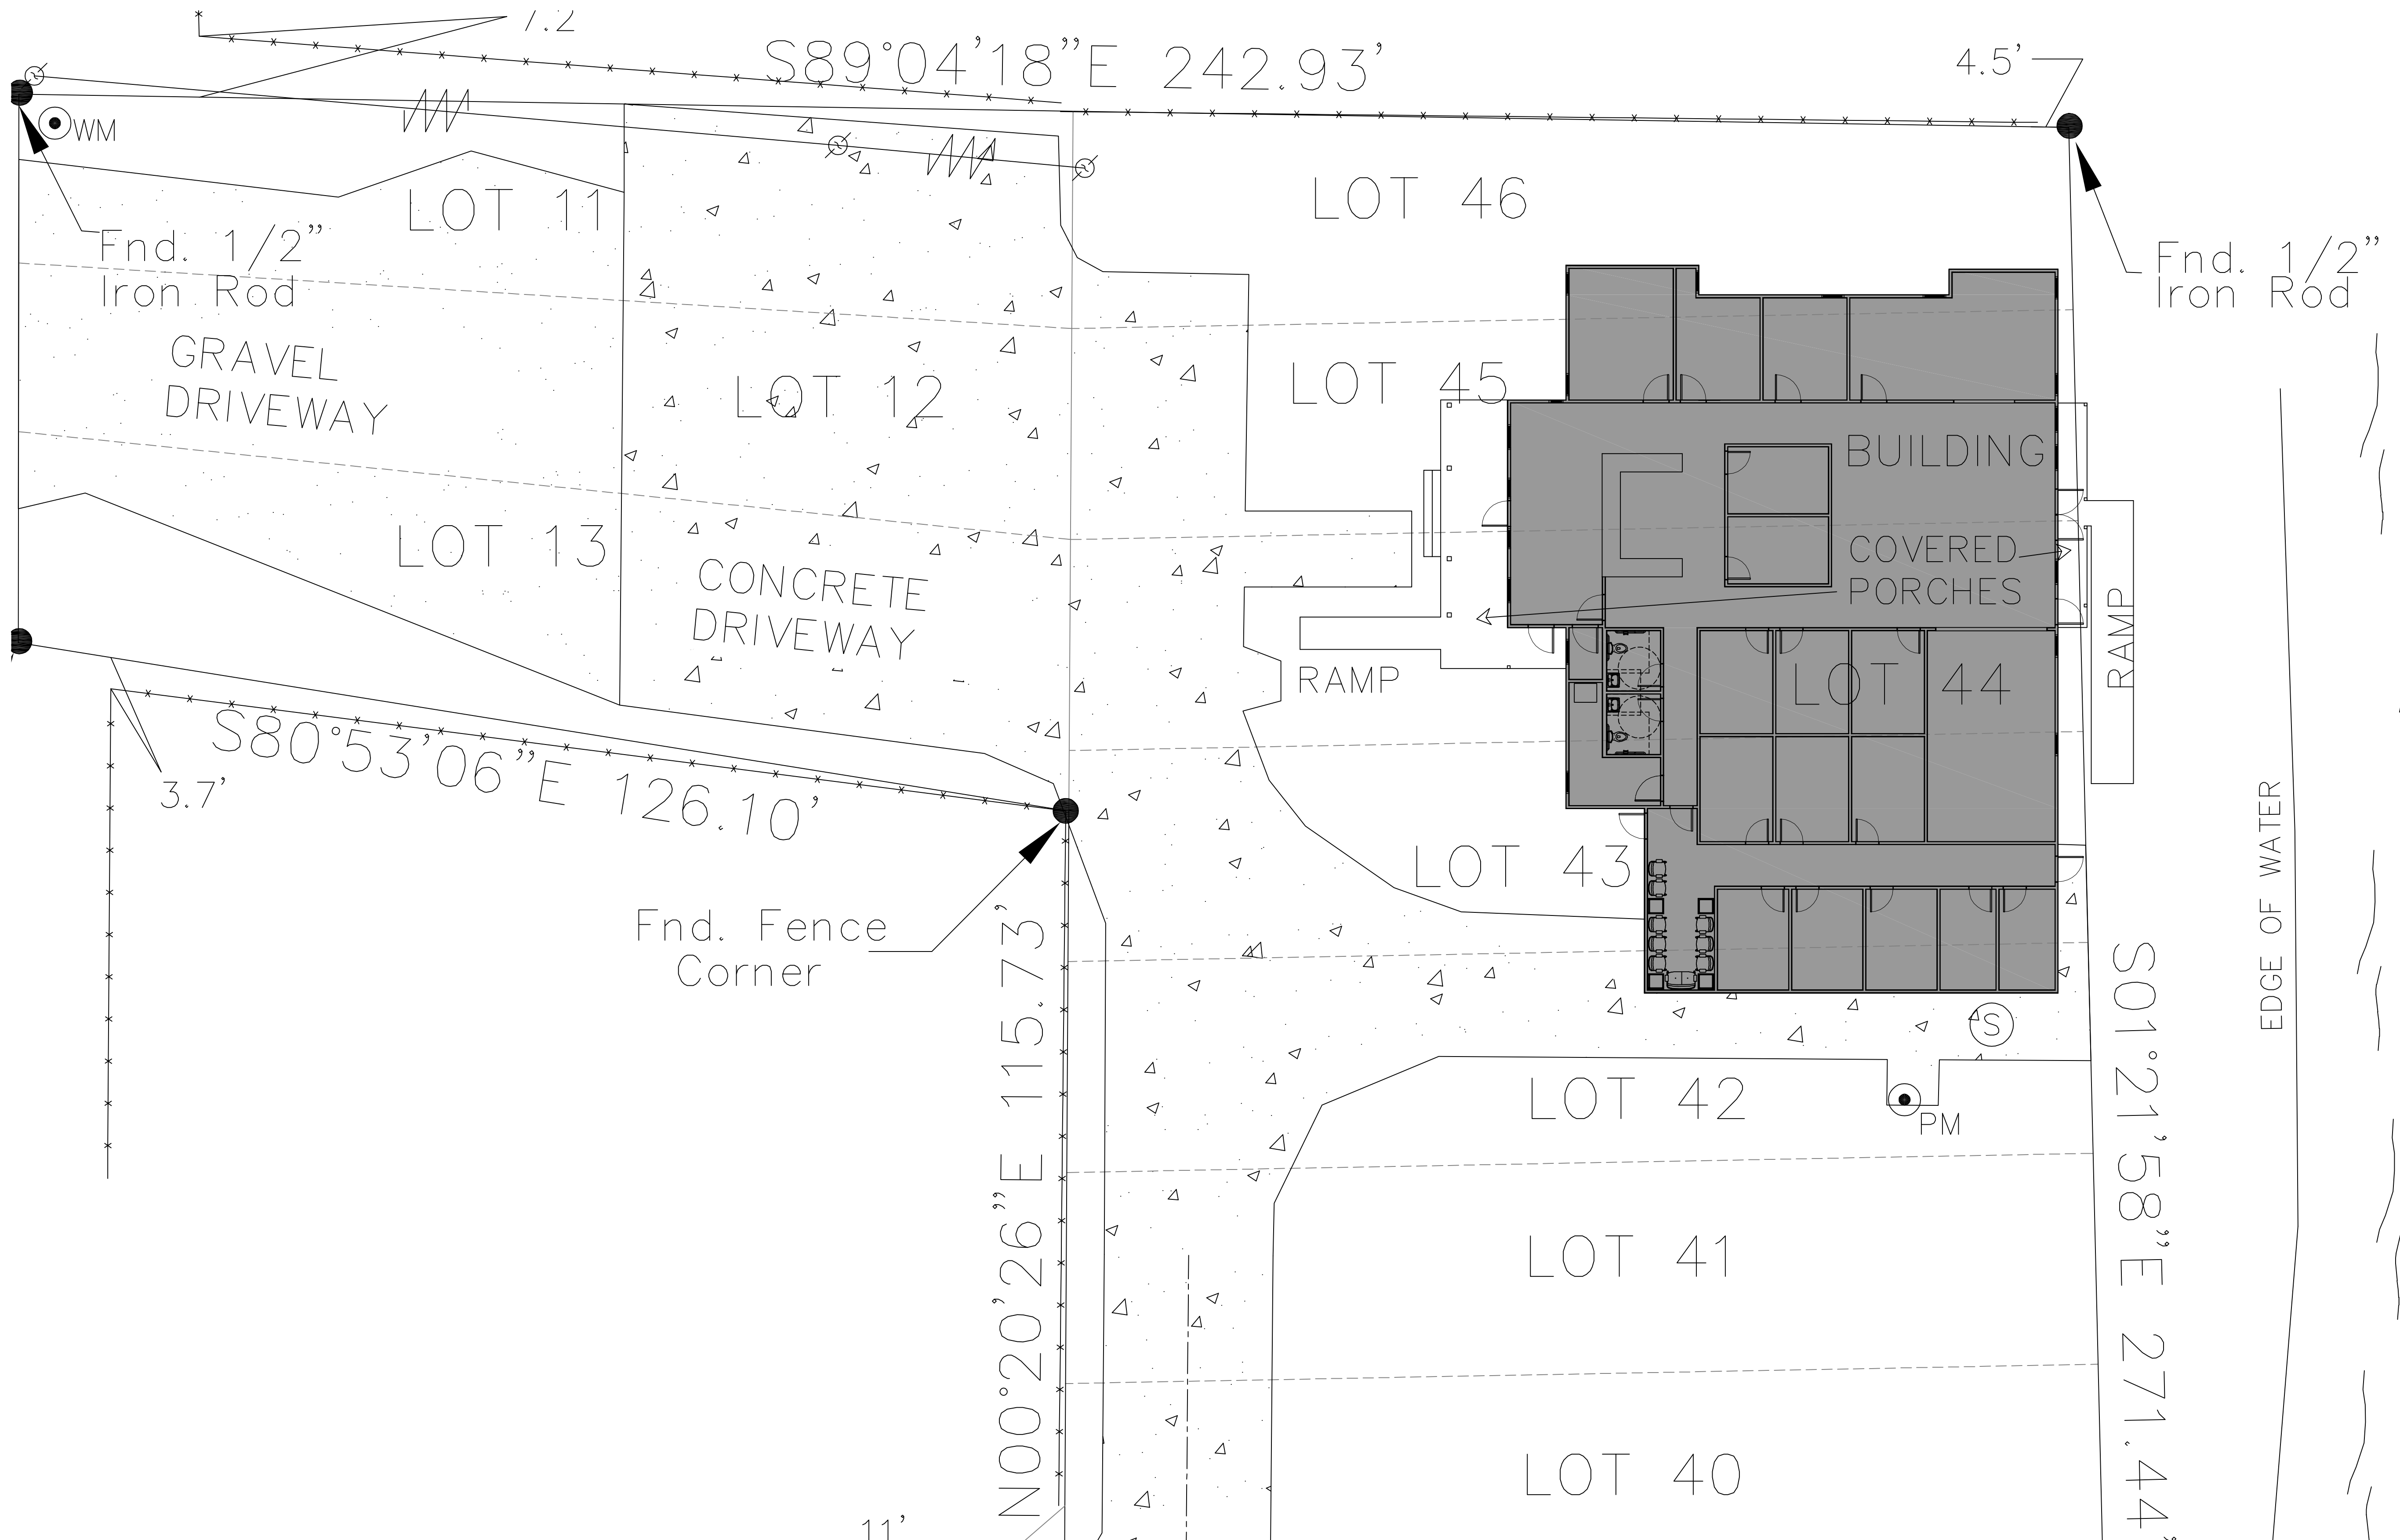 7.2'
S89°04'18"E 242.93'
4.5'
WM
LOT 11
LOT 46
Fnd. 1/2"
Iron Rod
Fnd. 1/2"
Iron Rod
GRAVEL
DRIVEWAY
LOT 12
LOT 45
BUILDING
LOT 13
CONCRETE
DRIVEWAY
COVERED
PORCHES
RAMP
RAMP
LOT 44
S80°53'06"E 126.10'
3.7'
LOT 43
EDGE OF WATER
Fnd. Fence
Corner
N00°20'26"E 115.73'
S
S01°21'58"E 271.44'
LOT 42
PM
LOT 41
LOT 40
11'